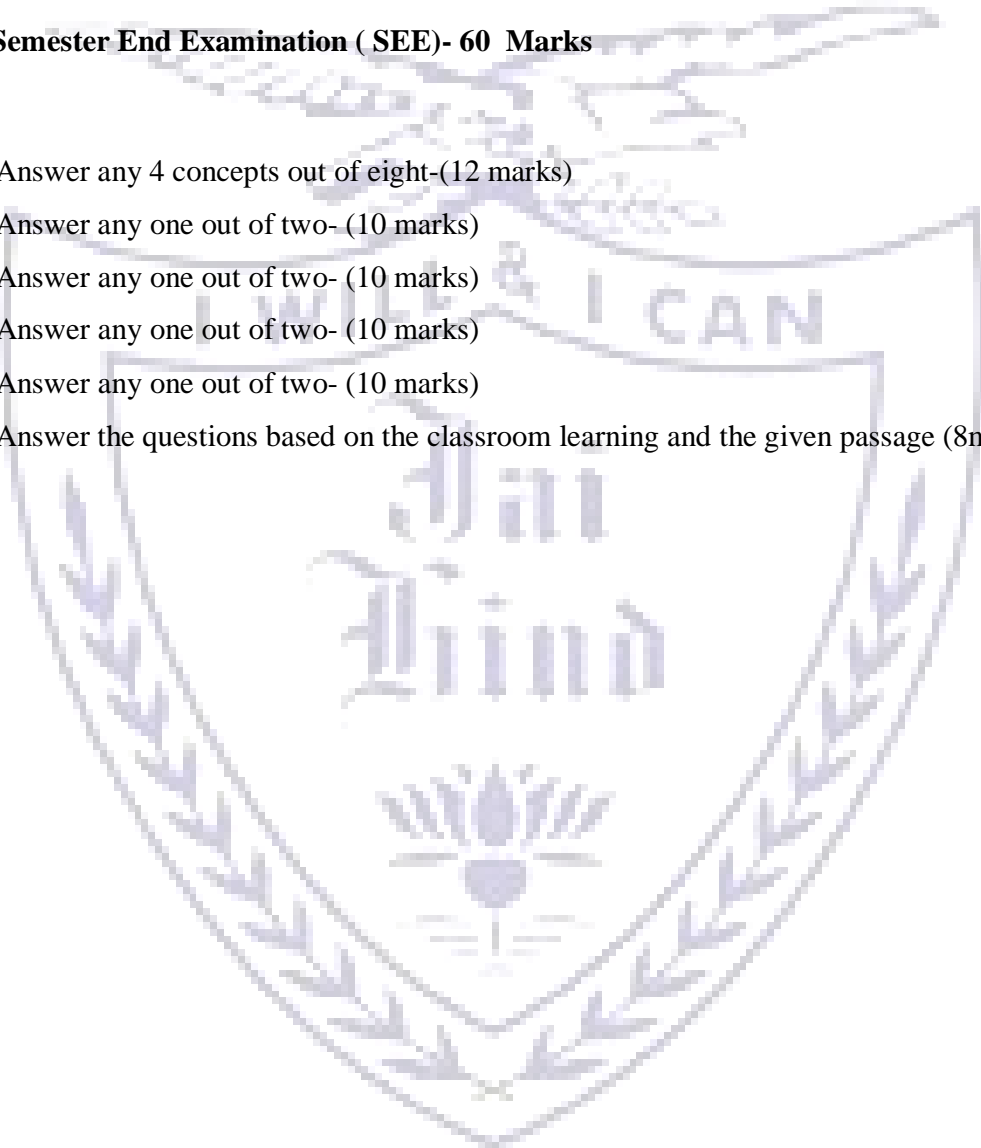 Semester End Examination ( SEE)- 60 Marks
Answer any 4 concepts out of eight-(12 marks)
Answer any one out of two- (10 marks)
Answer any one out of two- (10 marks)
I WILL & I CAN
Answer any one out of two- (10 marks)
Answer any one out of two- (10 marks)
Answer the questions based on the classroom learning and the given passage
Jai
Hind